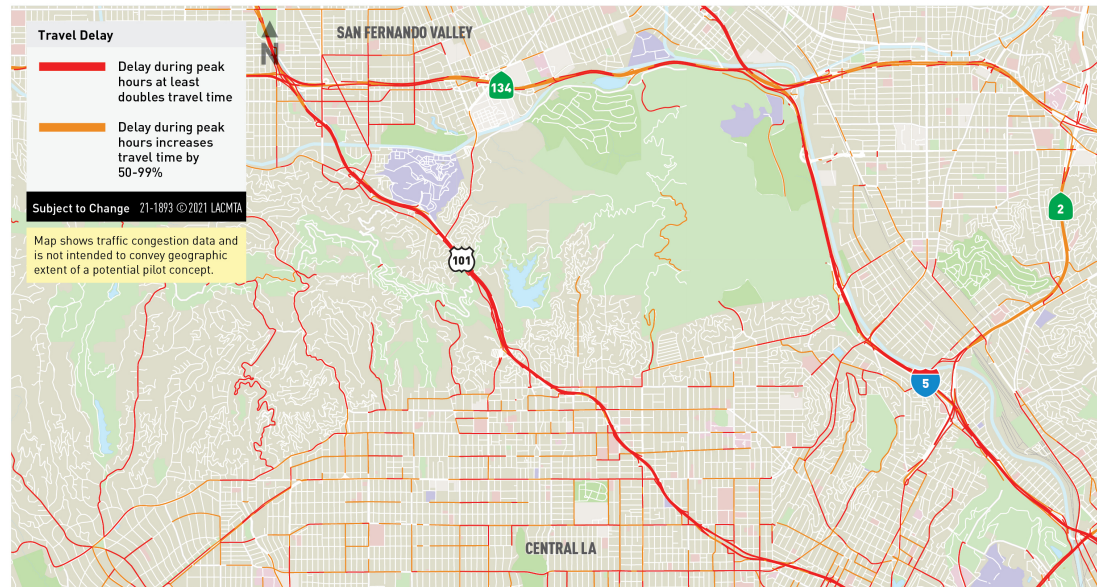 Travel Delay
Delay during peak
hours at least
doubles travel time
Delay during peak
hours increases
travel time by
50-99%
Subject to Change 21-1893 ©2021 LACMTA
Map shows traffic congestion data and
is not intended to convey geographic
extent of a potential pilot concept.
N
SAN FERNANDO VALLEY
134
2
101
5
CENTRAL LA